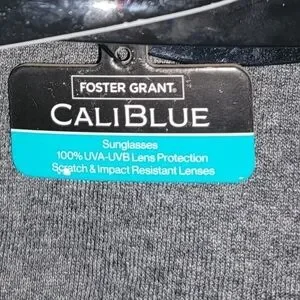 FOSTER GRANT®
CALIBLUE
Sunglasses
100% UVA-UVB Lens Protection
Scratch & Impact Resistant Lenses